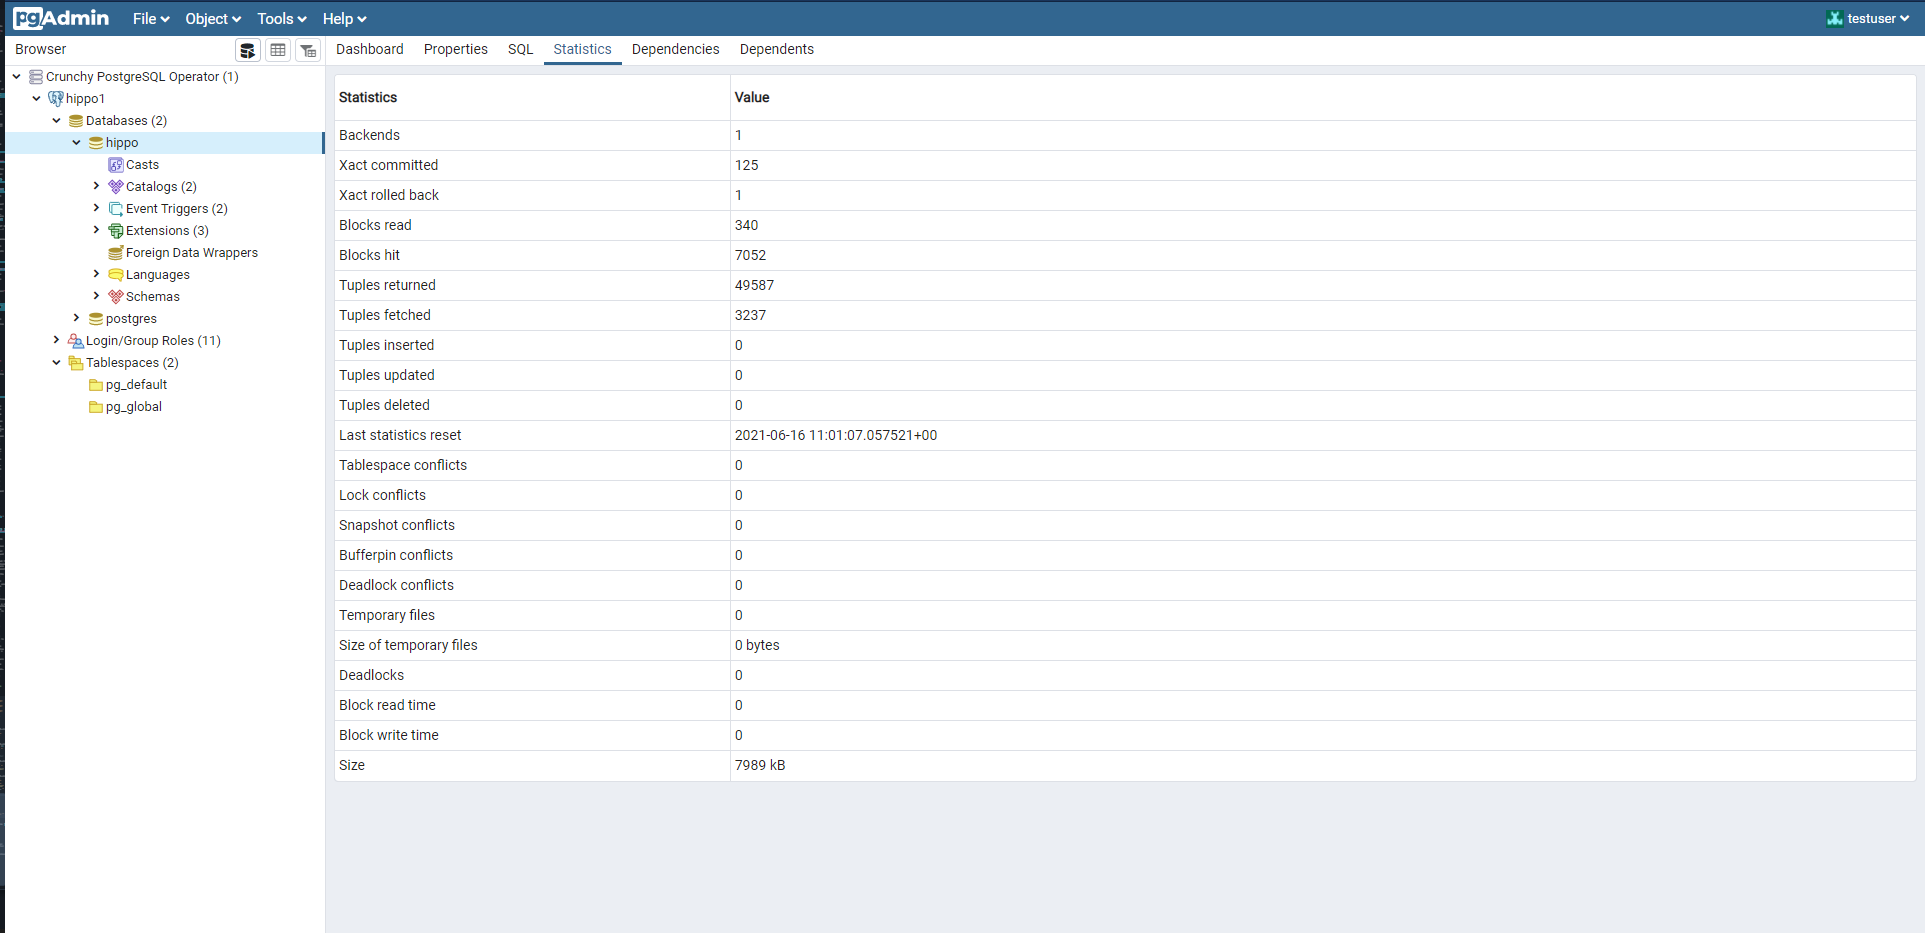 pgAdmin File Object Tools Help testuser
Browser Dashboard Properties SQL Statistics Dependencies Dependents
Crunchy PostgreSQL Operator (1)
hippo1
Databases (2)
hippo
Casts
Catalogs (2)
Event Triggers (2)
Extensions (3)
Foreign Data Wrappers
Languages
Schemas
postgres
Login/Group Roles (11)
Tablespaces (2)
pg_default
pg_global
Statistics Value
Backends 1
Xact committed 125
Xact rolled back 1
Blocks read 340
Blocks hit 7052
Tuples returned 49587
Tuples fetched 3237
Tuples inserted 0
Tuples updated 0
Tuples deleted 0
Last statistics reset 2021-06-16 11:01:07.057521+00
Tablespace conflicts 0
Lock conflicts 0
Snapshot conflicts 0
Bufferpin conflicts 0
Deadlock conflicts 0
Temporary files 0
Size of temporary files 0 bytes
Deadlocks 0
Block read time 0
Block write time 0
Size 7989 kB